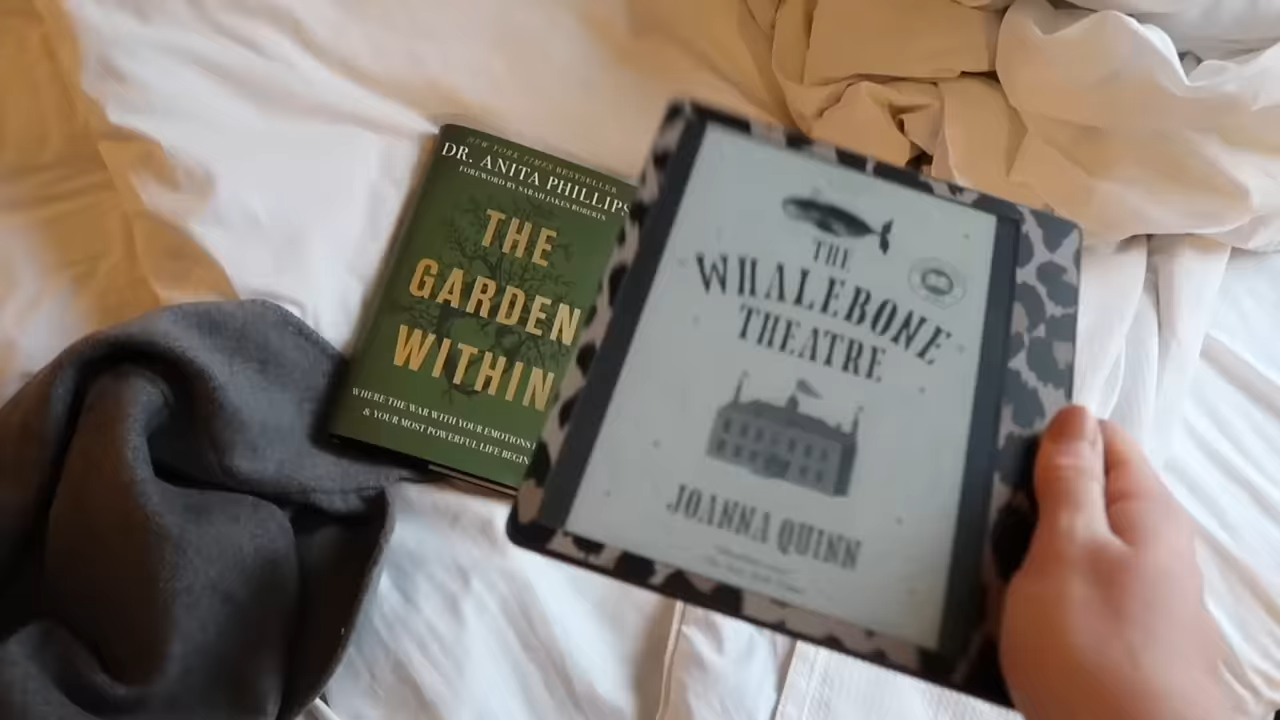 NEW YORK TIMES BESTSELLER
DR. ANITA PHILLIPS
FOREWORD BY SARAH JAKES ROBERTS
THE
GARDEN
WITHIN
WHERE THE WAR WITH YOUR EMOTIONS
& YOUR MOST POWERFUL LIFE BEGIN
THE
WHALEBONE
THEATRE
JOANNA QUINN